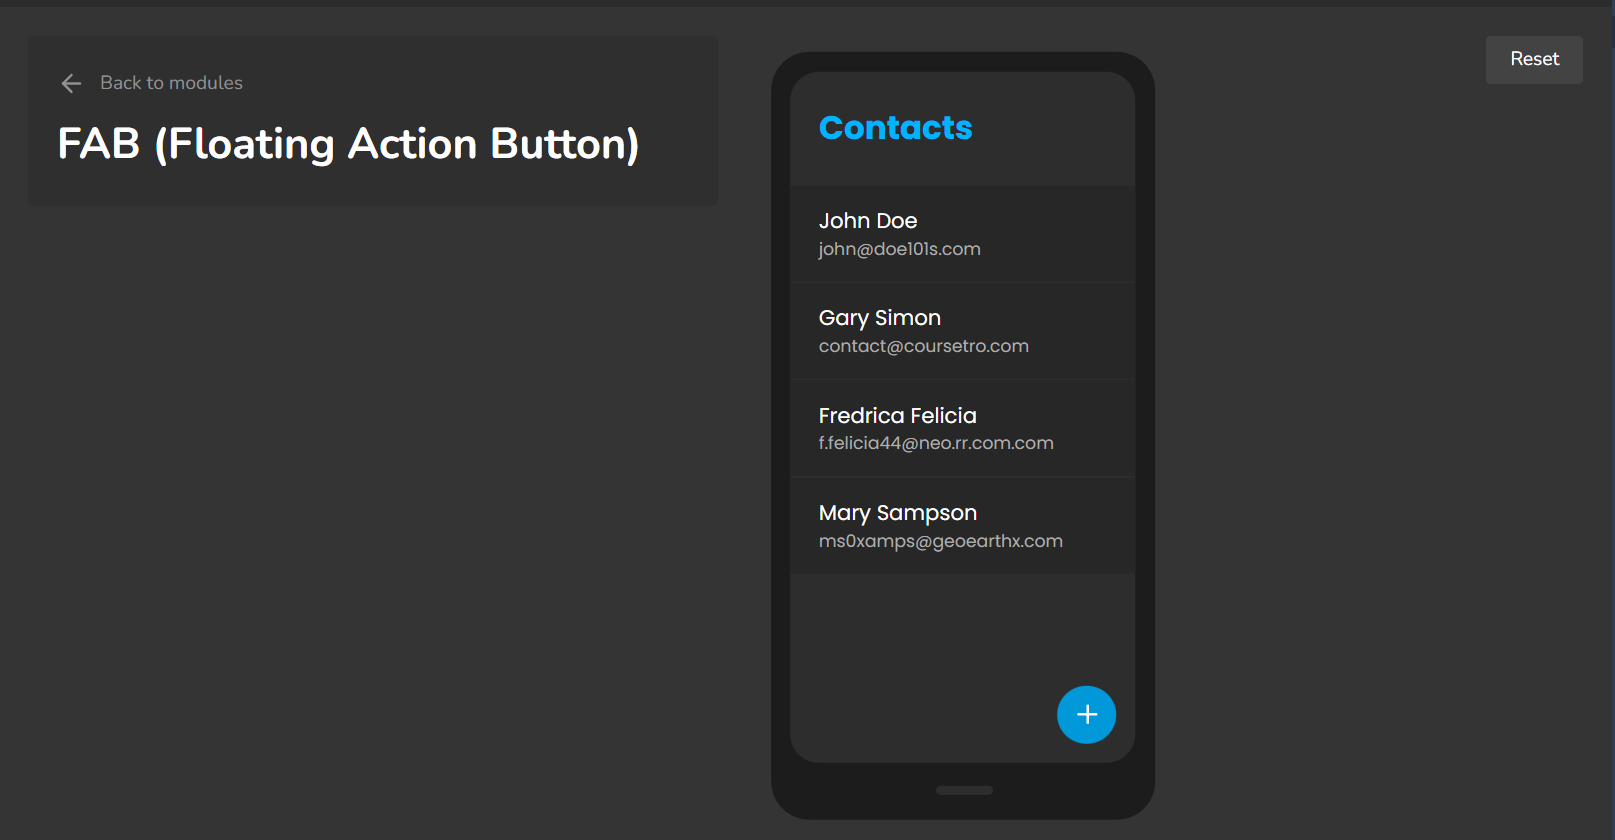 Back to modules
FAB (Floating Action Button)
Reset
Contacts
John Doe
john@doe101s.com
Gary Simon
contact@coursetro.com
Fredrica Felicia
f.felicia44@neo.rr.com.com
Mary Sampson
ms0xamps@geoearthx.com